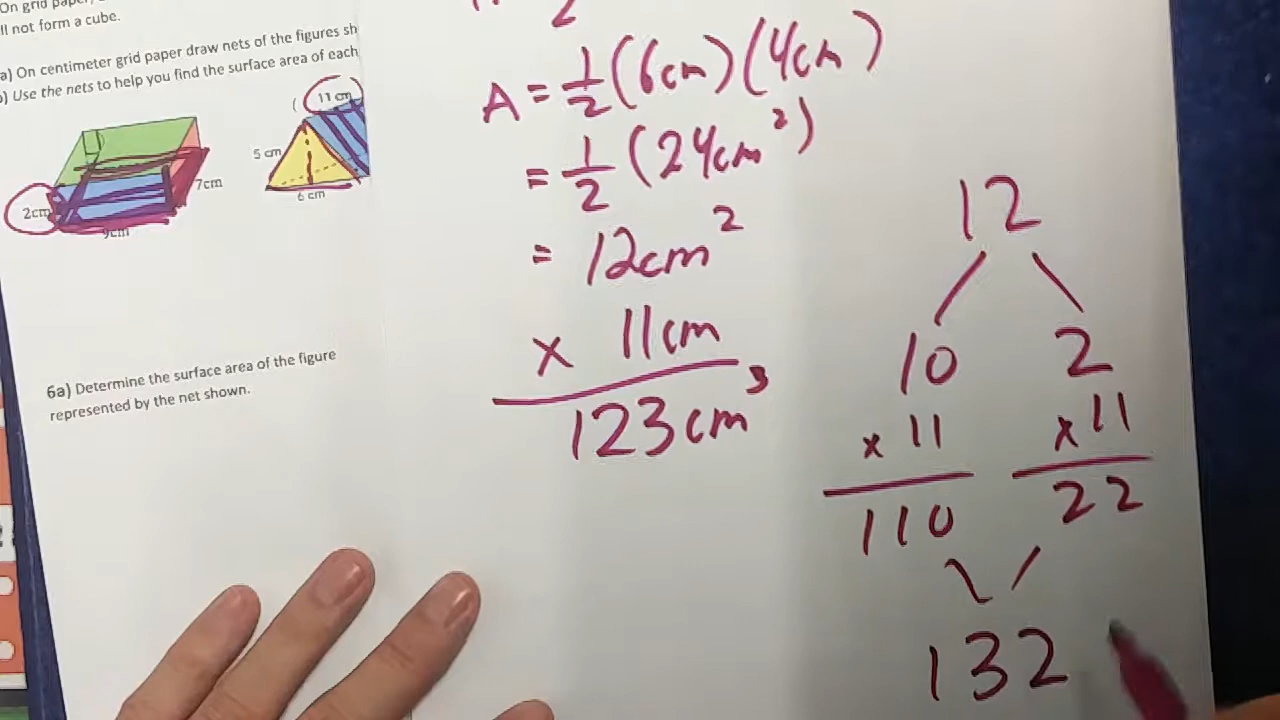 On grid paper,
ll not form a cube.
a) On centimeter grid paper draw nets of the figures sh
) Use the nets to help you find the surface area of each
11 cm
5 cm
6 cm
7cm
2cm
9cm
6a) Determine the surface area of the figure
represented by the net shown.
2
A = 1/2 (6cm) (4cm)
= 1/2 (24cm²)
= 12cm²
x 11cm
123cm³
12
10 2
x 11 x 11
110 22
132